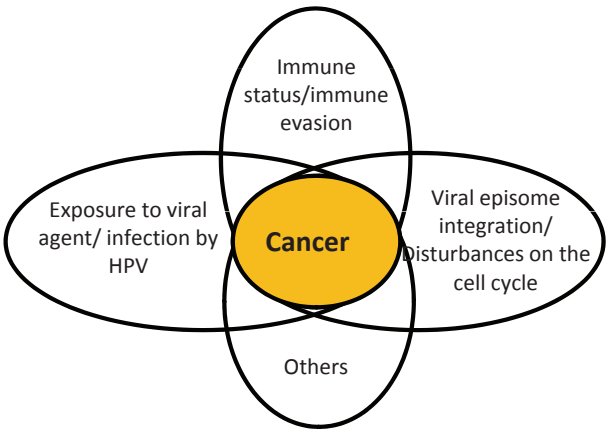 Immune
status/immune
evasion
Exposure to viral
agent/ infection by
HPV
Cancer
Viral episome
integration/
Disturbances on the
cell cycle
Others